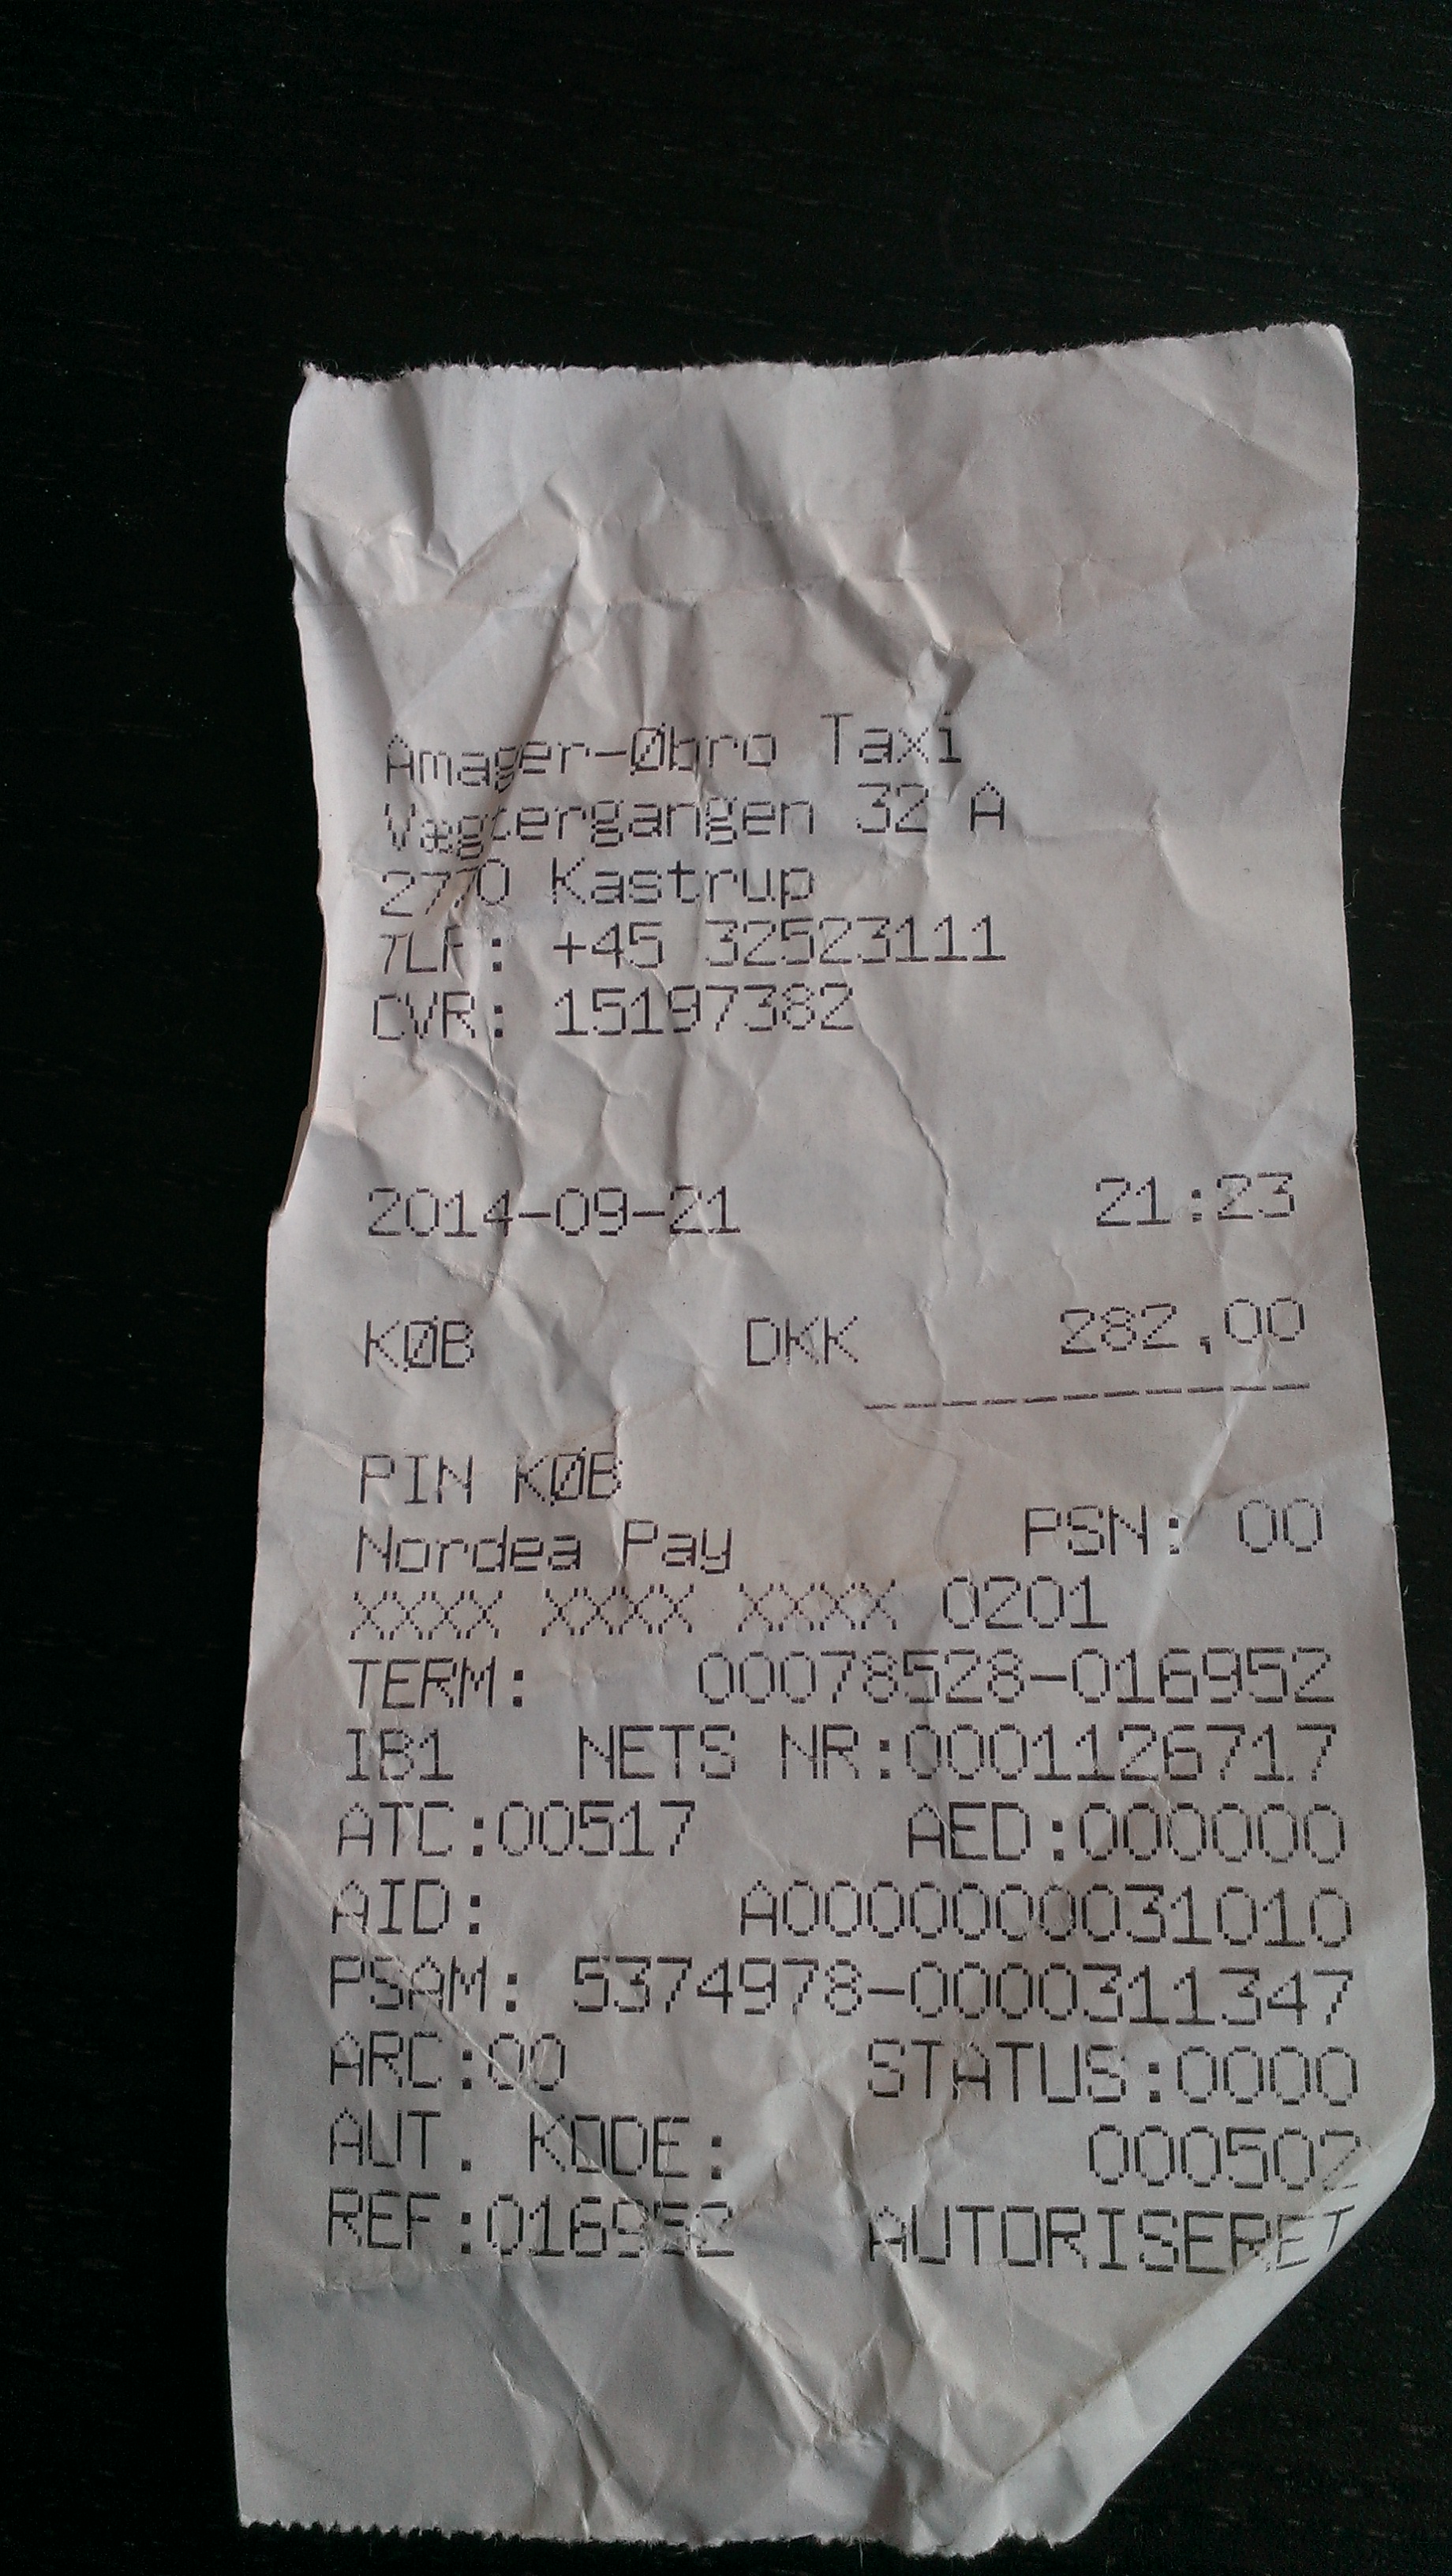 Amager-Øbro Taxi
Vægtergangen 32 A
2770 Kastrup
TLF: +45 32523111
CVR: 15197382
2014-09-21 21:23
KØB DKK 282,00
------------
PIN KØB
Nordea Pay PSN: 00
XXXX XXXX XXXX 0201
TERM: 00078528-016952
IB1 NETS NR:0001126717
ATC:00517 AED:000000
AID: A0000000031010
PSAM: 5374978-0000311347
ARC:00 STATUS:0000
AUT. KODE: 000502
REF:016952 AUTORISERET